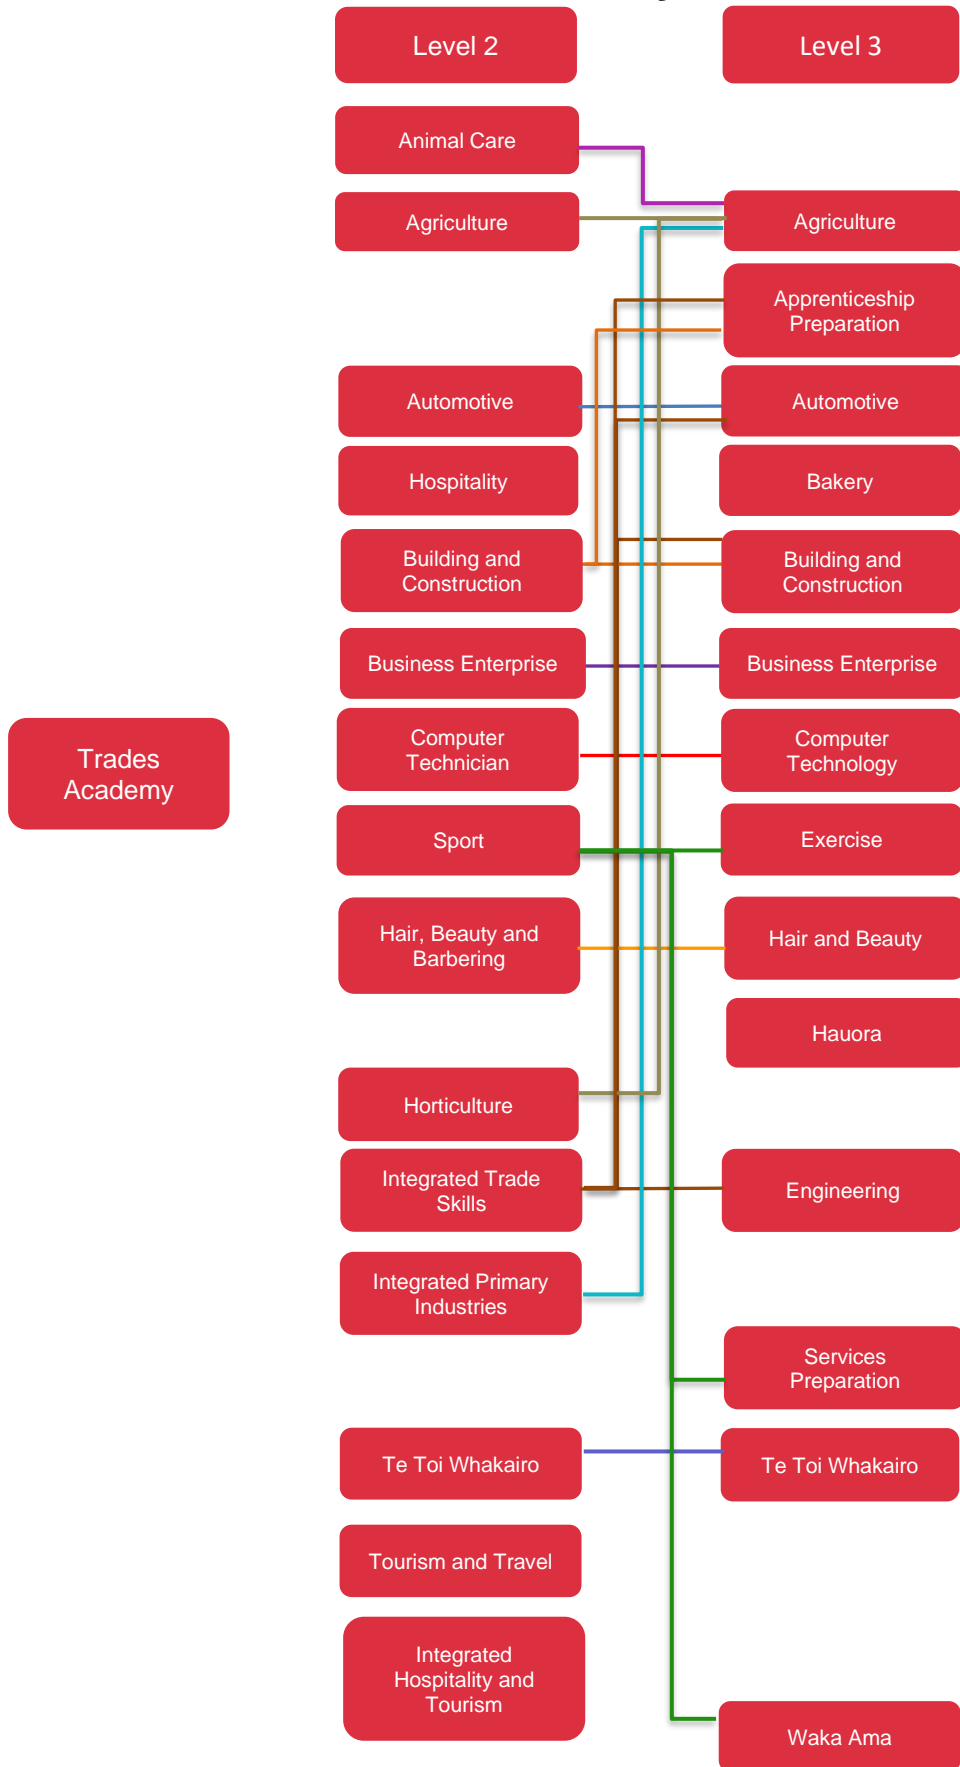 Level 2
Level 3
Animal Care
Agriculture
Agriculture
Apprenticeship
Preparation
Automotive
Automotive
Hospitality
Bakery
Building and
Construction
Building and
Construction
Business Enterprise
Business Enterprise
Computer
Technician
Computer
Technology
Trades
Academy
Sport
Exercise
Hair, Beauty and
Barbering
Hair and Beauty
Hauora
Horticulture
Integrated Trade
Skills
Engineering
Integrated Primary
Industries
Services
Preparation
Te Toi Whakairo
Te Toi Whakairo
Tourism and Travel
Integrated
Hospitality and
Tourism
Waka Ama